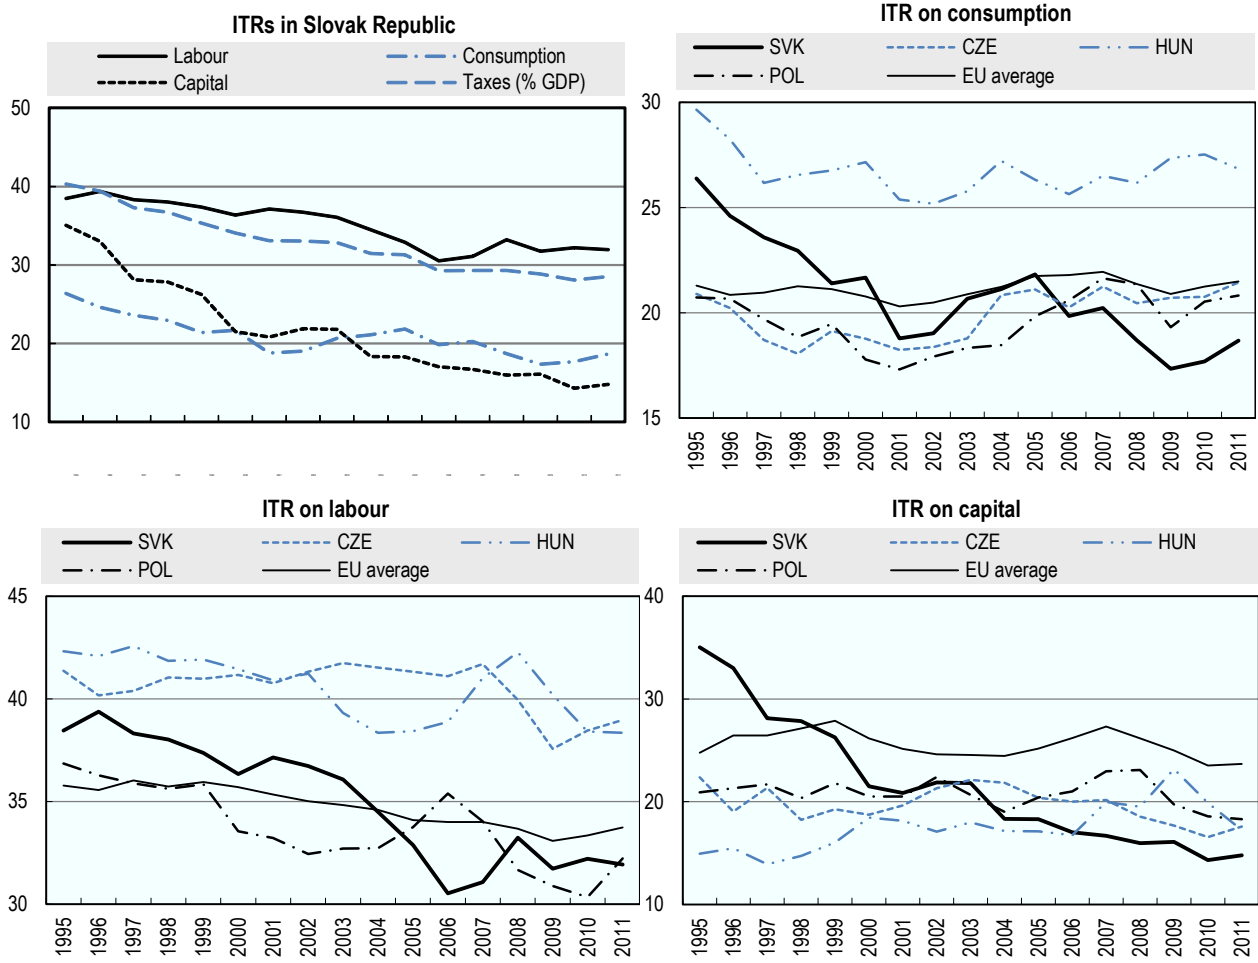 ITRs in Slovak Republic
Labour Consumption
Capital Taxes (% GDP)
50
40
30
20
10
ITR on consumption
SVK CZE HUN
POL EU average
30
25
20
15
1995 1996 1997 1998 1999 2000 2001 2002 2003 2004 2005 2006 2007 2008 2009 2010 2011
ITR on labour
SVK CZE HUN
POL EU average
45
40
35
30
1995 1996 1997 1998 1999 2000 2001 2002 2003 2004 2005 2006 2007 2008 2009 2010 2011
ITR on capital
SVK CZE HUN
POL EU average
40
30
20
10
1995 1996 1997 1998 1999 2000 2001 2002 2003 2004 2005 2006 2007 2008 2009 2010 2011